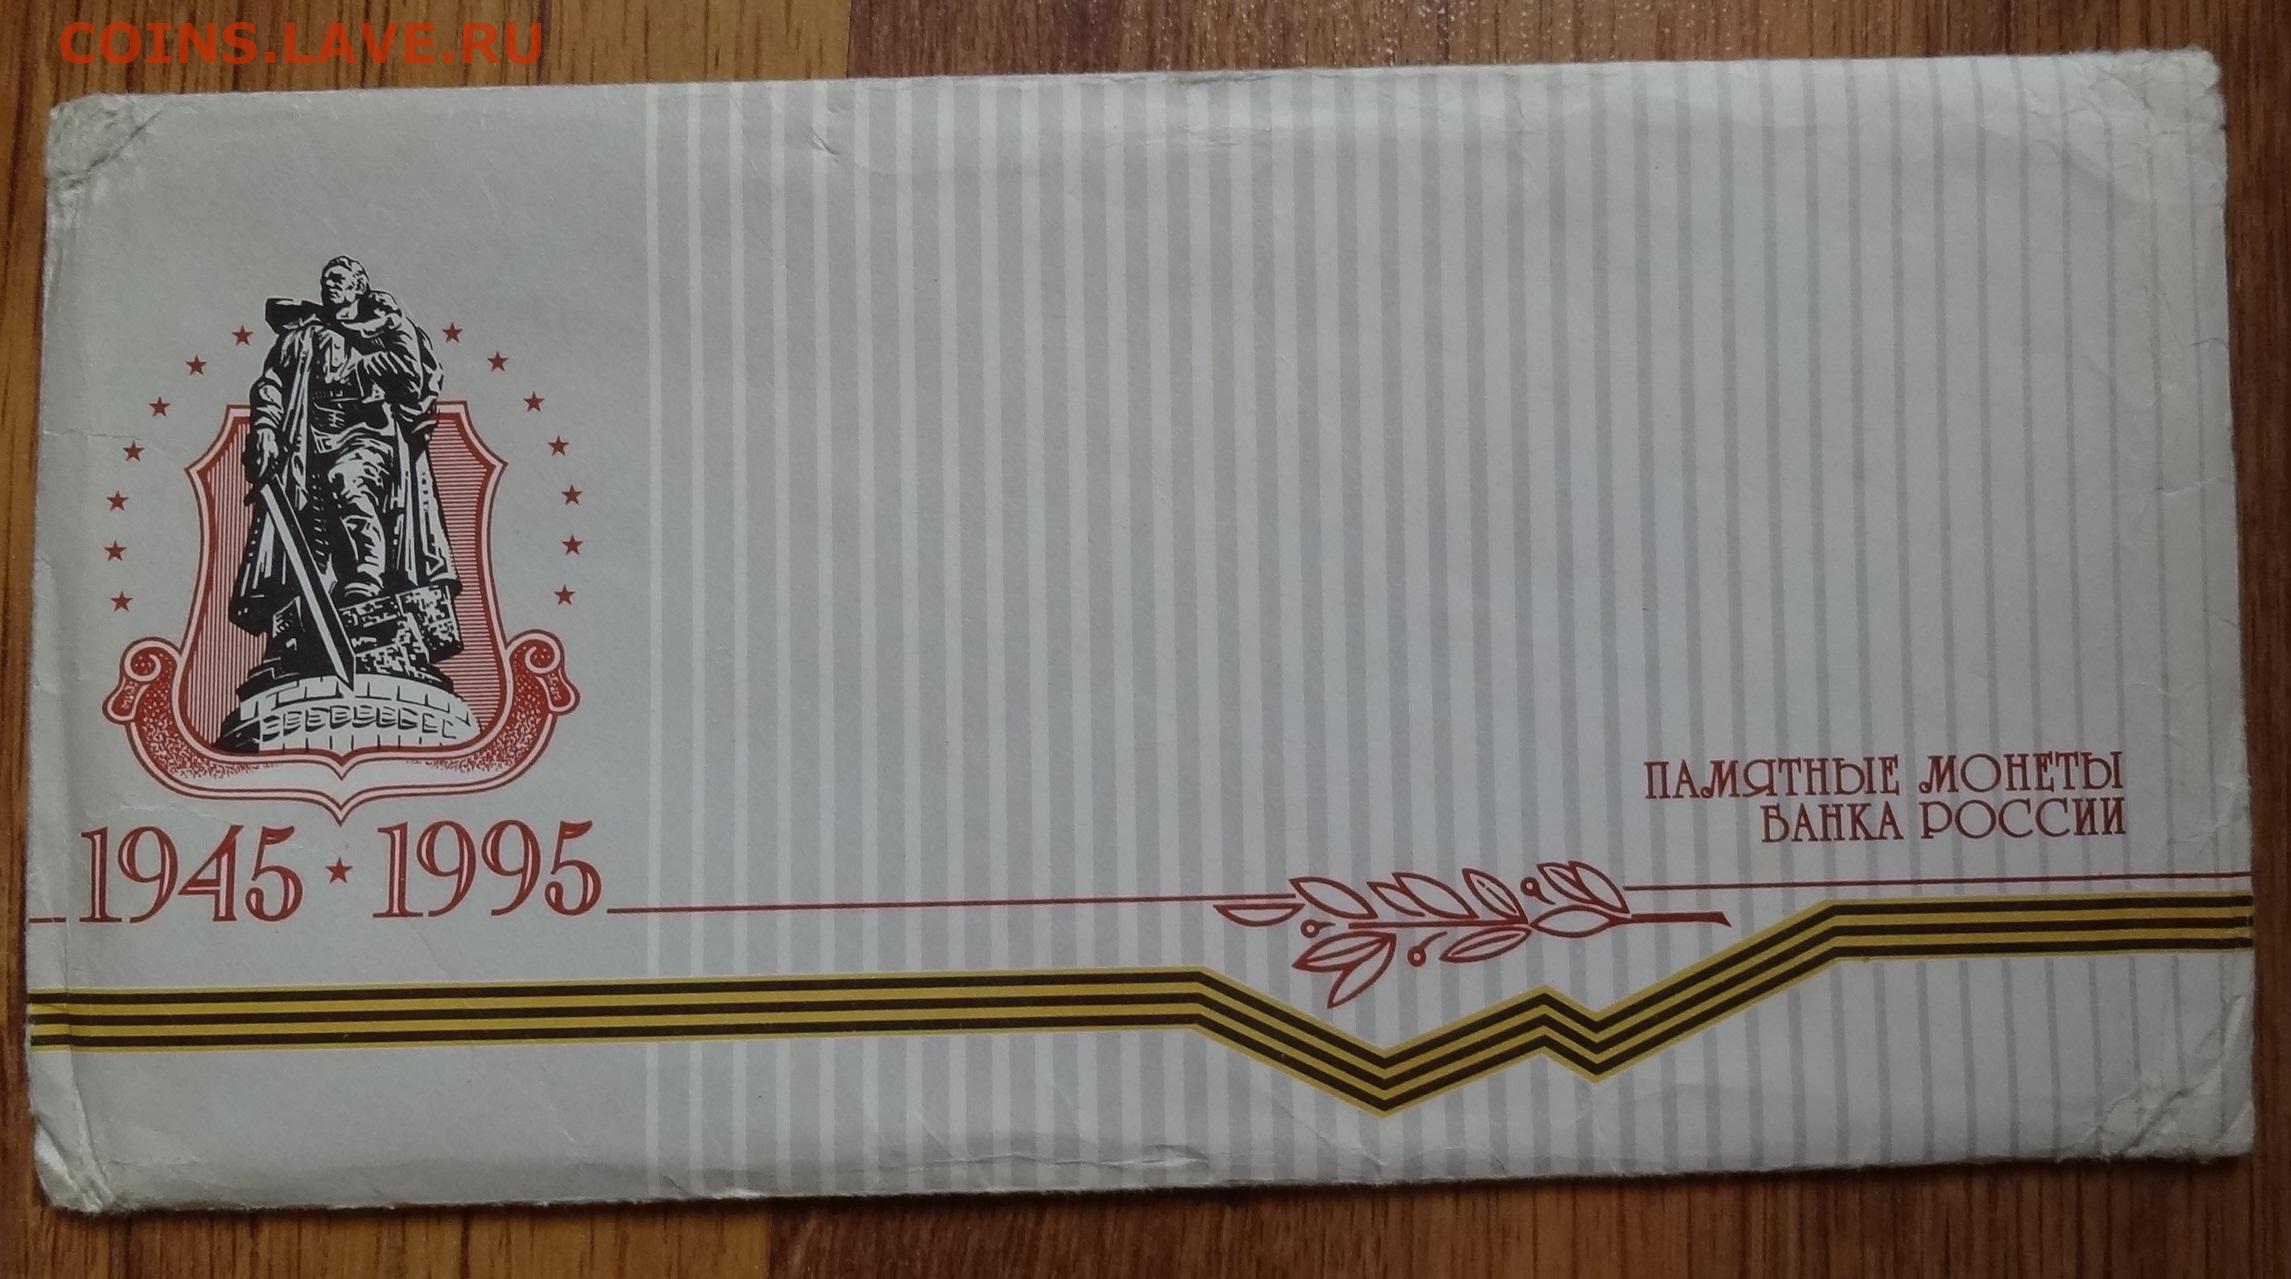 COINS.LAVE.RU
1945 ★ 1995
ПАМЯТНЫЕ МОНЕТЫ
БАНКА РОССИИ